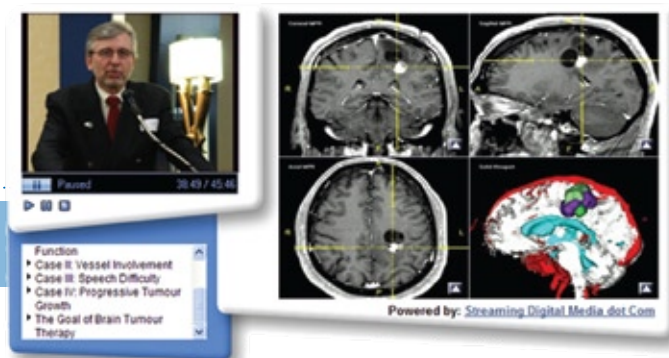 Paused 38:49 / 45:46
Function
Case II: Vessel Involvement
Case III: Speech Difficulty
Case IV: Progressive Tumour
Growth
The Goal of Brain Tumour
Therapy
Coronal MPR
Sagittal MPR
R
L
Axial MPR
R
L
Powered by: Streaming Digital Media dot Com